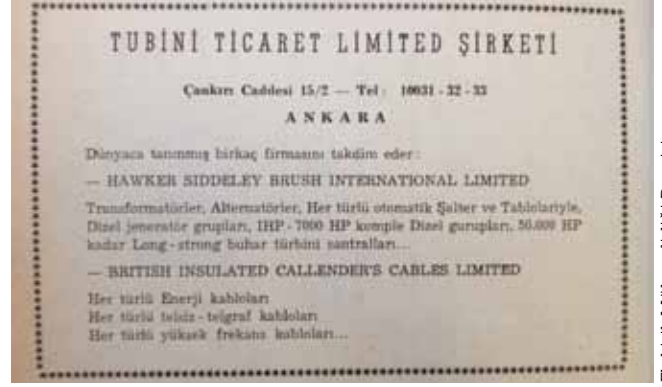 TUBİNİ TİCARET LİMİTED ŞİRKETİ
Çankırı Caddesi 15/2 — Tel : 10031 - 32 - 33
ANKARA
Dünyaca tanınmış birkaç firmasını takdim eder :
— HAWKER SIDDELEY BRUSH INTERNATIONAL LIMITED
Transformatörler, Alternatörler, Her türlü otomatik Şalter ve Tablolariyle,
Dizel jeneratör grupları, 1HP - 7000 HP komple Dizel gurupları, 50.000 HP
kadar Long - strong buhar türbini santralları...
— BRITISH INSULATED CALLENDER'S CABLES LIMITED
Her türlü Enerji kabloları
Her türlü telsiz - telgraf kabloları
Her türlü yüksek frekans kabloları...